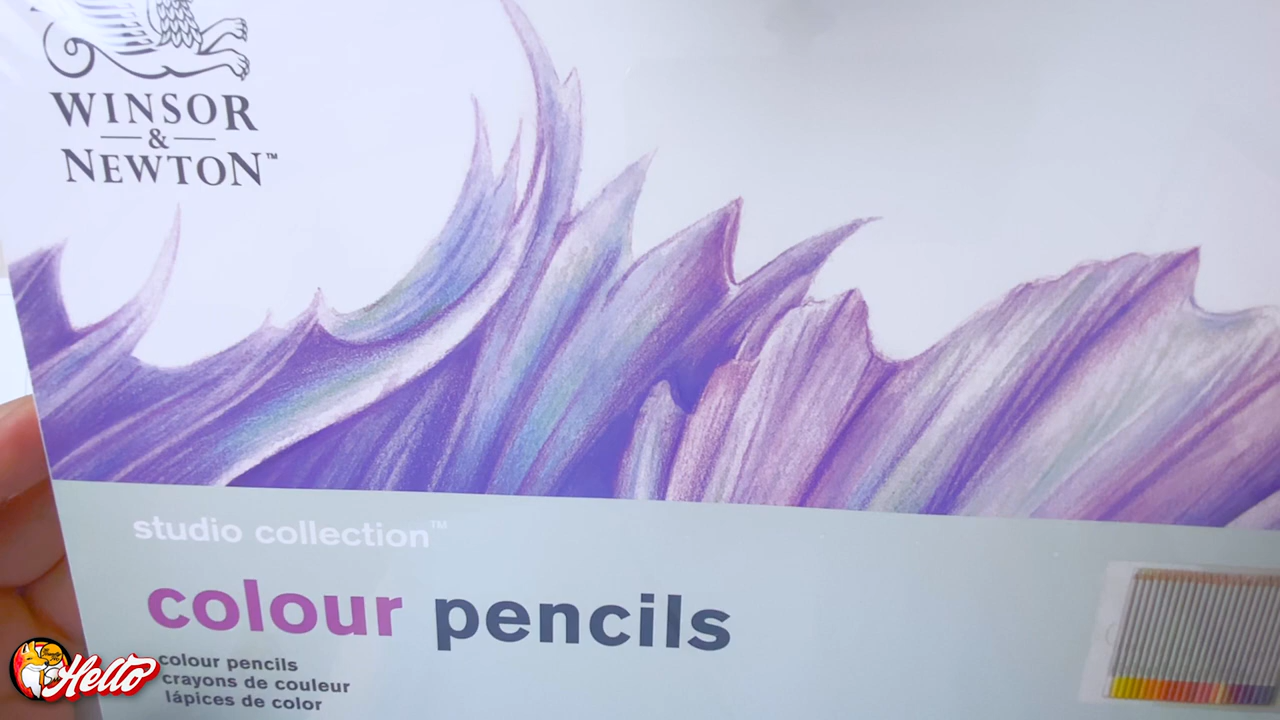 WINSOR
&
NEWTON™
studio collection™
colour pencils
colour pencils
crayons de couleur
lápices de color
Hello